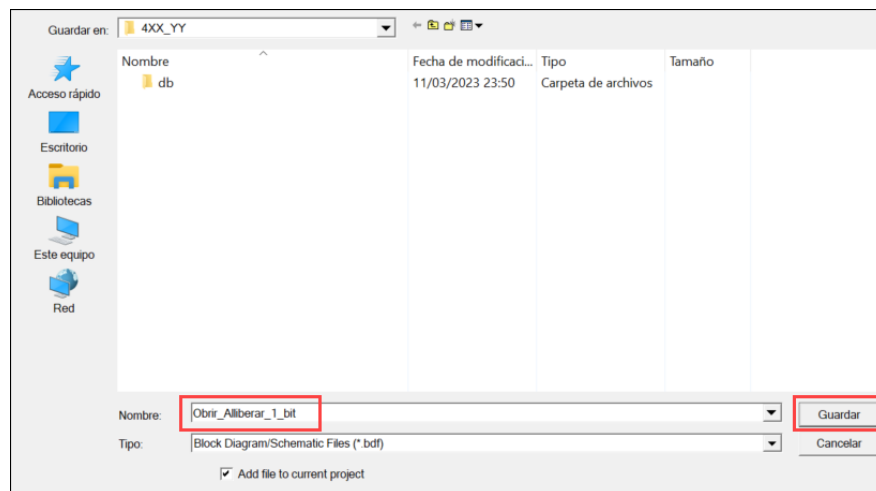 Guardar en: 4XX_YY
Nombre Fecha de modificaci... Tipo Tamaño
db 11/03/2023 23:50 Carpeta de archivos
Acceso rápido
Escritorio
Bibliotecas
Este equipo
Red
Nombre: Obrir_Alliberar_1_bit Guardar
Tipo: Block Diagram/Schematic Files (*.bdf) Cancelar
Add file to current project